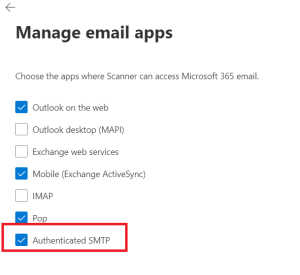 Manage email apps
Choose the apps where Scanner can access Microsoft 365 email.
Outlook on the web
Outlook desktop (MAPI)
Exchange web services
Mobile (Exchange ActiveSync)
IMAP
Pop
Authenticated SMTP